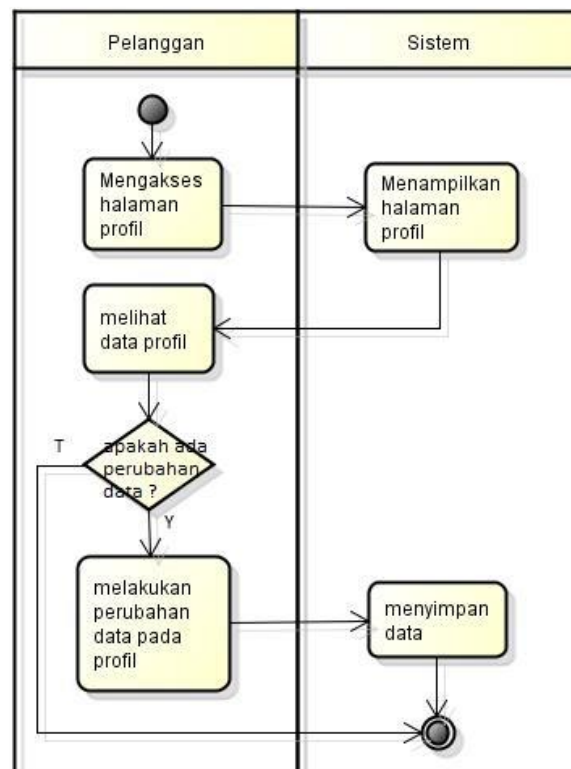 Pelanggan
Sistem
Mengakses
halaman
profil
Menampilkan
halaman
profil
melihat
data profil
T
apakah ada
perubahan
data ?
Y
melakukan
perubahan
data pada
profil
menyimpan
data